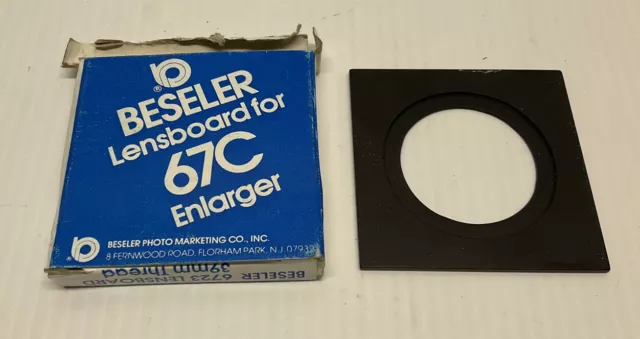 BESELER
Lensboard for
67C
Enlarger
BESELER PHOTO MARKETING CO., INC.
8 FERNWOOD ROAD, FLORHAM PARK, N.J. 07932
BESELER 6723 LENSBOARD
39mm Thread